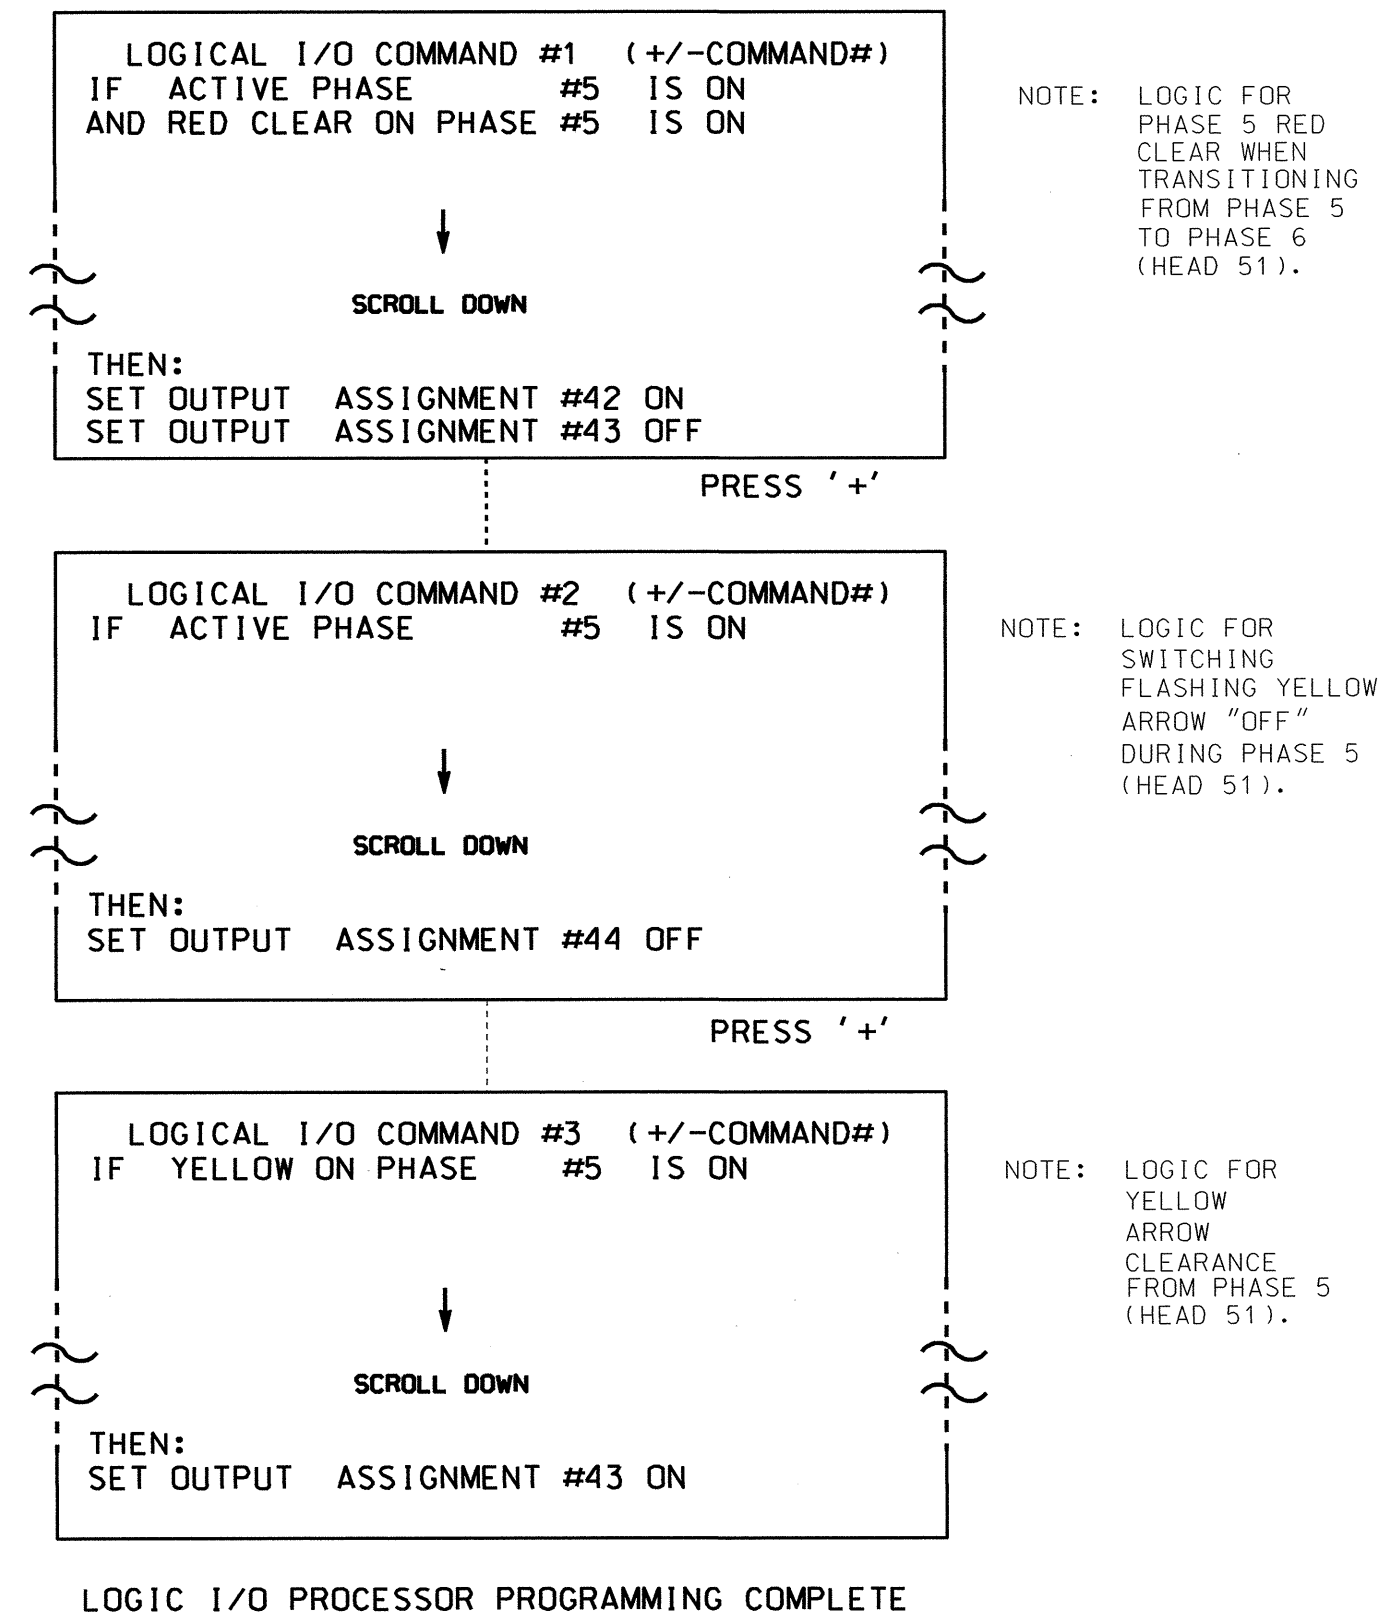 LOGICAL I/O COMMAND #1 (+/-COMMAND#)
IF ACTIVE PHASE #5 IS ON
AND RED CLEAR ON PHASE #5 IS ON
SCROLL DOWN
THEN:
SET OUTPUT ASSIGNMENT #42 ON
SET OUTPUT ASSIGNMENT #43 OFF
NOTE: LOGIC FOR
PHASE 5 RED
CLEAR WHEN
TRANSITIONING
FROM PHASE 5
TO PHASE 6
(HEAD 51).
PRESS '+'
LOGICAL I/O COMMAND #2 (+/-COMMAND#)
IF ACTIVE PHASE #5 IS ON
SCROLL DOWN
THEN:
SET OUTPUT ASSIGNMENT #44 OFF
NOTE: LOGIC FOR
SWITCHING
FLASHING YELLOW
ARROW "OFF"
DURING PHASE 5
(HEAD 51).
PRESS '+'
LOGICAL I/O COMMAND #3 (+/-COMMAND#)
IF YELLOW ON PHASE #5 IS ON
SCROLL DOWN
THEN:
SET OUTPUT ASSIGNMENT #43 ON
NOTE: LOGIC FOR
YELLOW
ARROW
CLEARANCE
FROM PHASE 5
(HEAD 51).
LOGIC I/O PROCESSOR PROGRAMMING COMPLETE